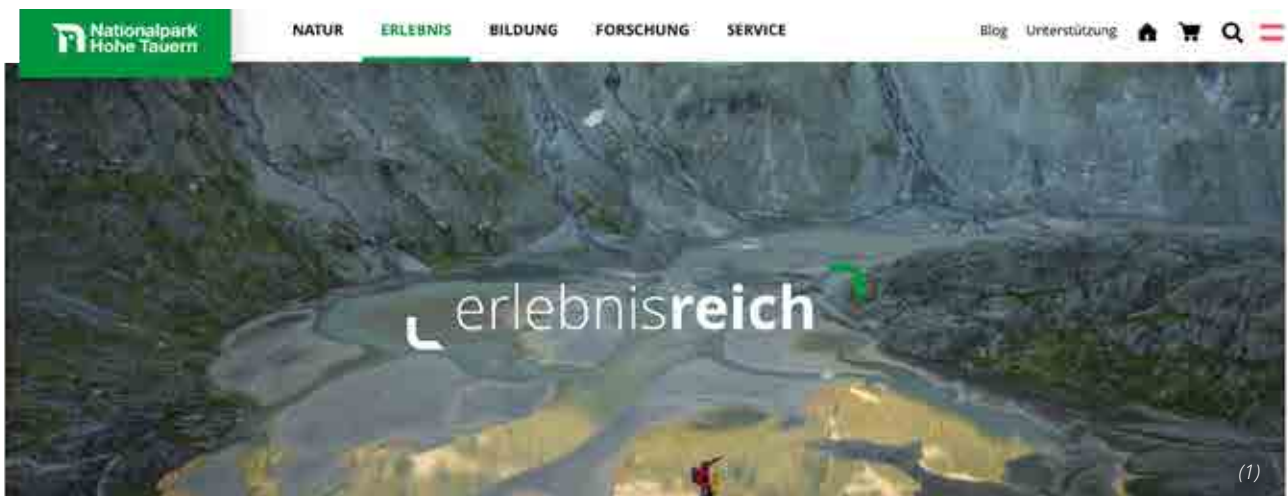 Nationalpark
Hohe Tauern
NATUR ERLEBNIS BILDUNG FORSCHUNG SERVICE
Blog Unterstützung
erlebnisreich
(1)